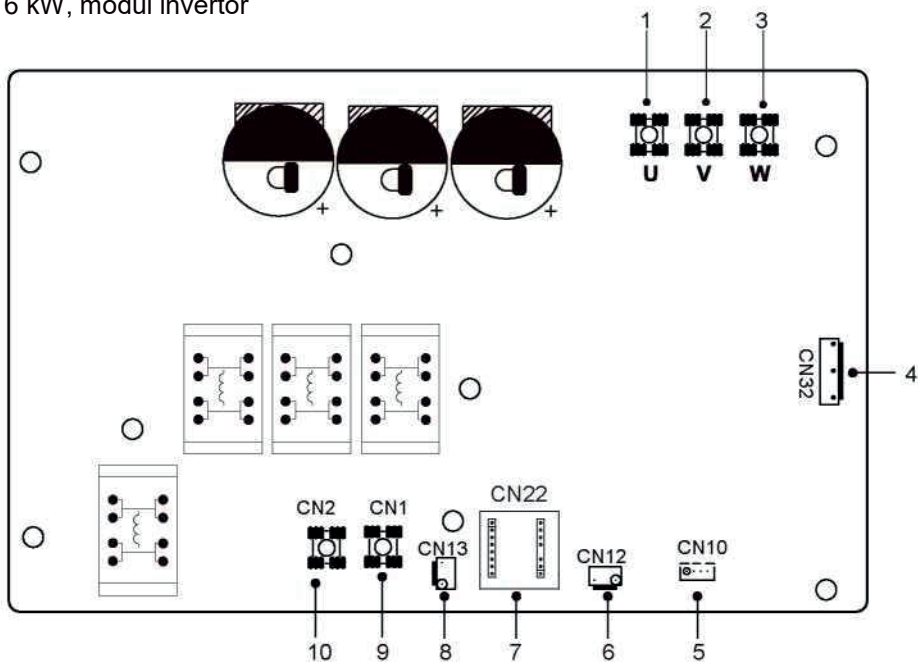 6 kW, modul invertor
1 2 3
U V W
+ + +
CN32
4
CN2 CN1 CN13 CN22 CN12 CN10
10 9 8 7 6 5